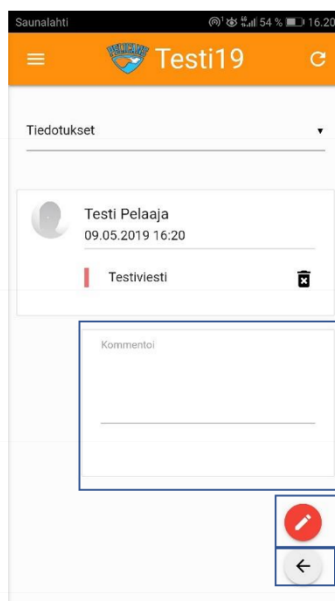 Saunalahti 54 % 16.20
Testi19
Tiedotukset
Testi Pelaaja
09.05.2019 16:20
Testiviesti
Kommentoi